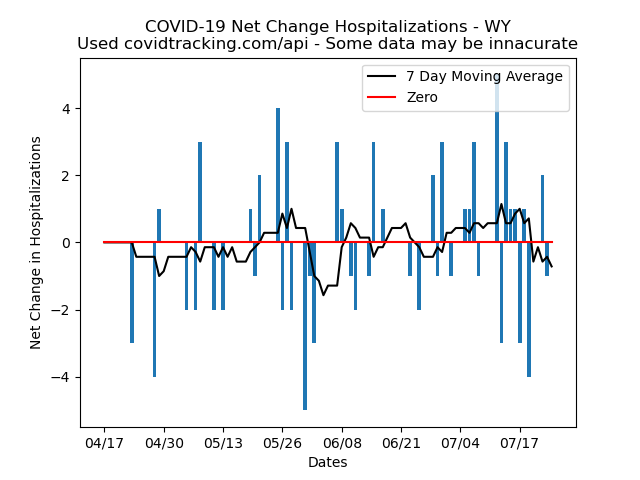 COVID-19 Net Change Hospitalizations - WY
Used covidtracking.com/api - Some data may be innacurate
7 Day Moving Average
Zero
Net Change in Hospitalizations
4
2
0
−2
−4
04/17 04/30 05/13 05/26 06/08 06/21 07/04 07/17
Dates